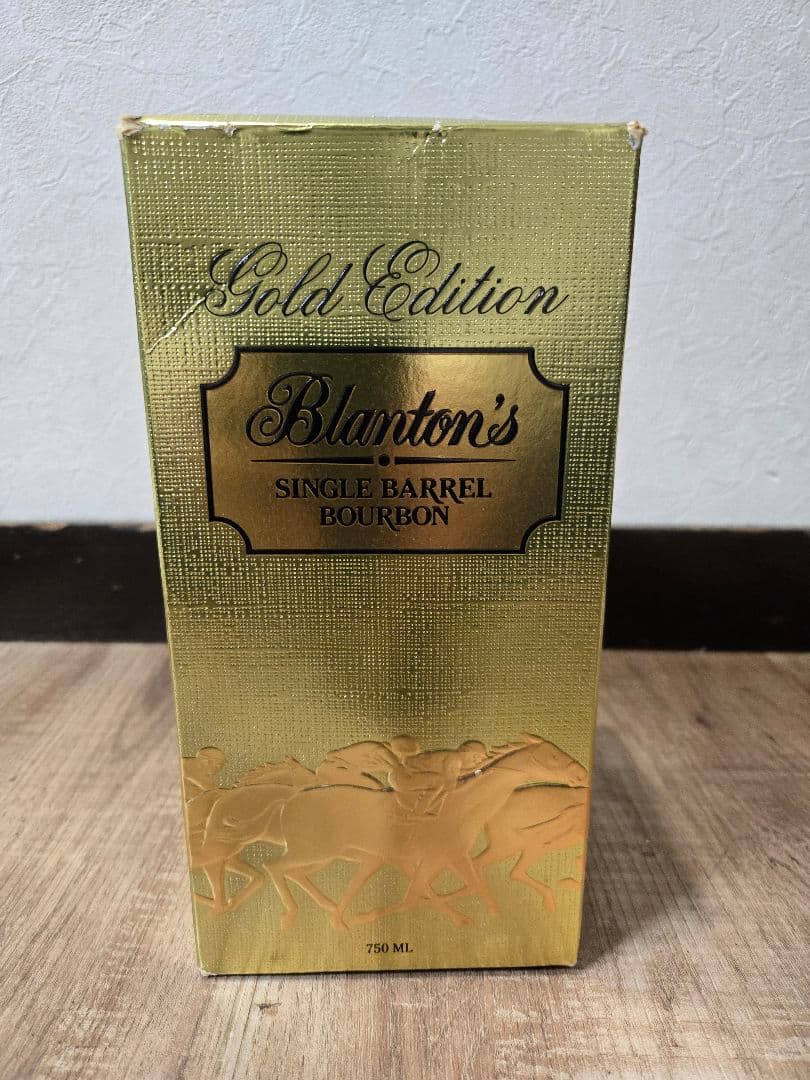 Gold Edition
Blanton's
SINGLE BARREL
BOURBON
750 ML